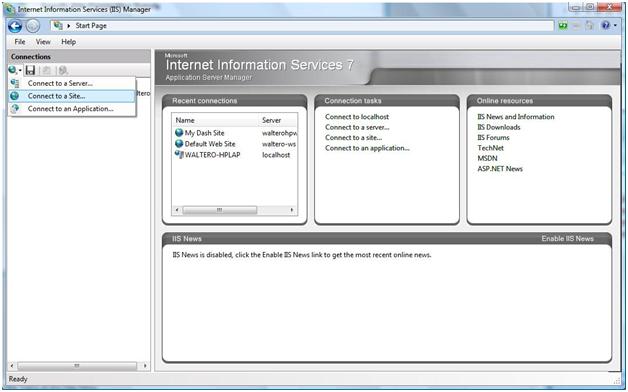 Internet Information Services (IIS) Manager
Start Page
File View Help
Connections
Connect to a Server...
Connect to a Site...
Connect to an Application...
Microsoft
Internet Information Services 7
Application Server Manager
Recent connections
Name Server
My Dash Site walterohpw
Default Web Site waltero-ws
WALTERO-HPLAP localhost
Connection tasks
Connect to localhost
Connect to a server...
Connect to a site...
Connect to an application...
Online resources
IIS News and Information
IIS Downloads
IIS Forums
TechNet
MSDN
ASP.NET News
IIS News Enable IIS News
IIS News is disabled, click the Enable IIS News link to get the most recent online news.
Ready